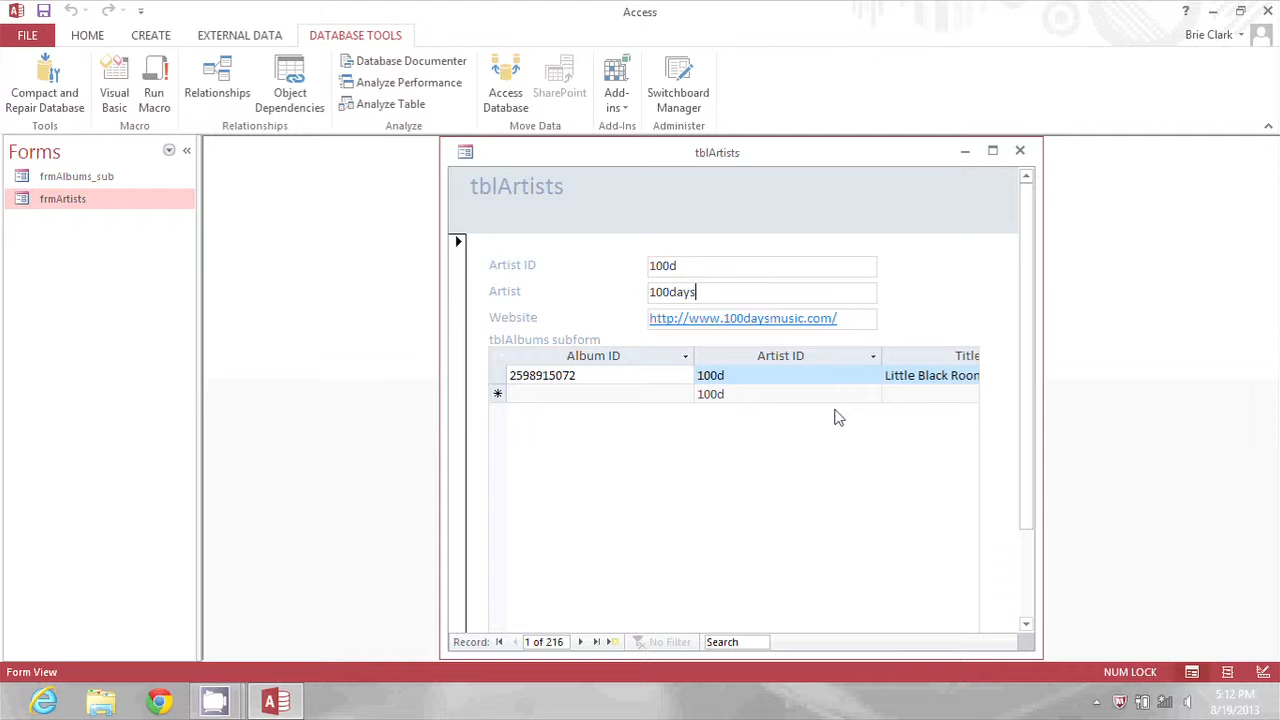 Access
Brie Clark
FILE HOME CREATE EXTERNAL DATA DATABASE TOOLS
Compact and Repair Database
Visual Basic
Run Macro
Relationships
Object Dependencies
Database Documenter
Analyze Performance
Analyze Table
Access Database
SharePoint
Add-ins
Switchboard Manager
Tools Macro Relationships Analyze Move Data Add-Ins Administer
Forms
frmAlbums_sub
frmArtists
tblArtists
tblArtists
Artist ID 100d
Artist 100days
Website http://www.100daysmusic.com/
tblAlbums subform
Album ID Artist ID Title
2598915072 100d Little Black Room
100d
Record: 1 of 216 No Filter Search
Form View NUM LOCK
5:12 PM
8/19/2013